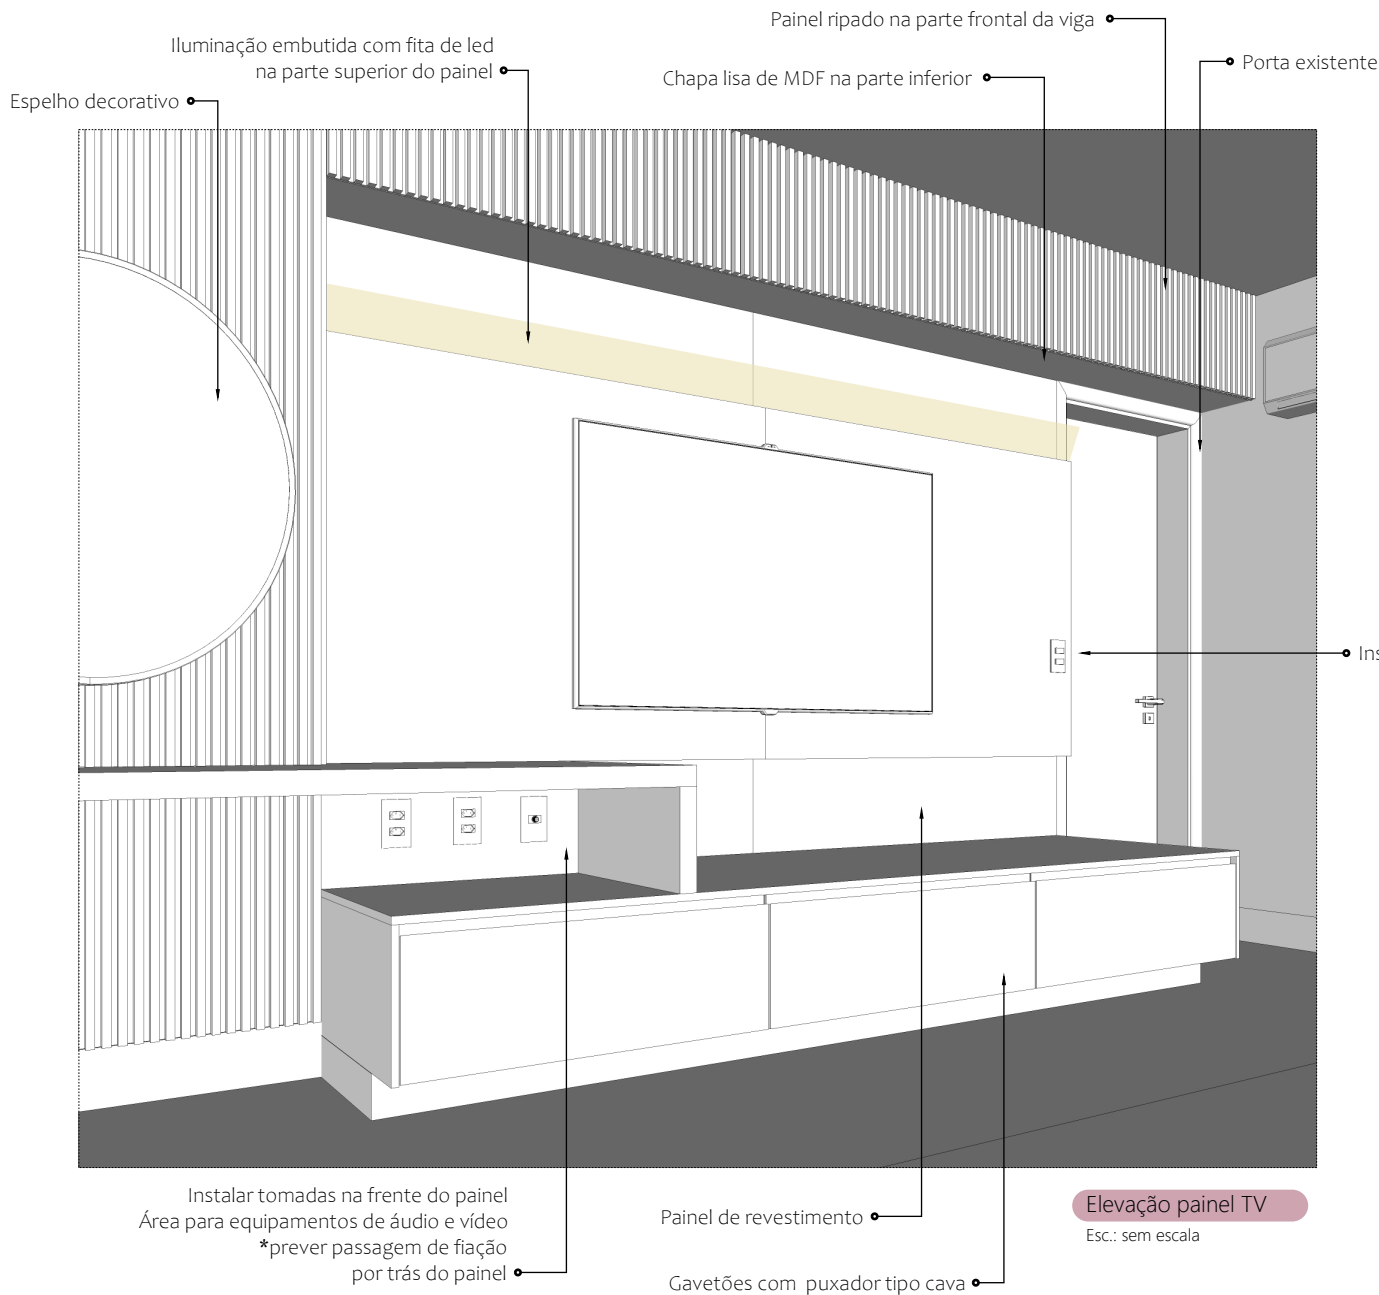 Painel ripado na parte frontal da viga
Iluminação embutida com fita de led
na parte superior do painel
Porta existente
Chapa lisa de MDF na parte inferior
Espelho decorativo
Instalar tomadas na frente do painel
Área para equipamentos de áudio e vídeo
*prever passagem de fiação
por trás do painel
Painel de revestimento
Gavetões com puxador tipo cava
Elevação painel TV
Esc.: sem escala